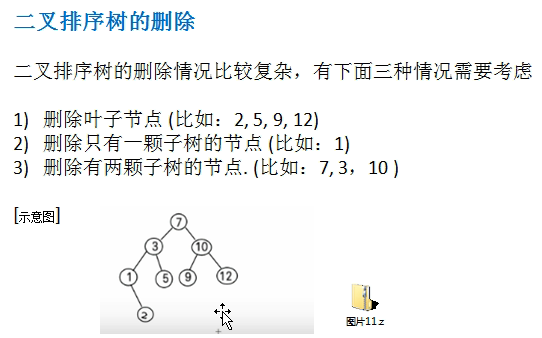 二叉排序树的删除
二叉排序树的删除情况比较复杂，有下面三种情况需要考虑
1) 删除叶子节点 (比如：2, 5, 9, 12)
2) 删除只有一颗子树的节点 (比如：1)
3) 删除有两颗子树的节点. (比如：7, 3，10 )
[示意图]
7
3 10
1 5 9 12
2
图片11.z